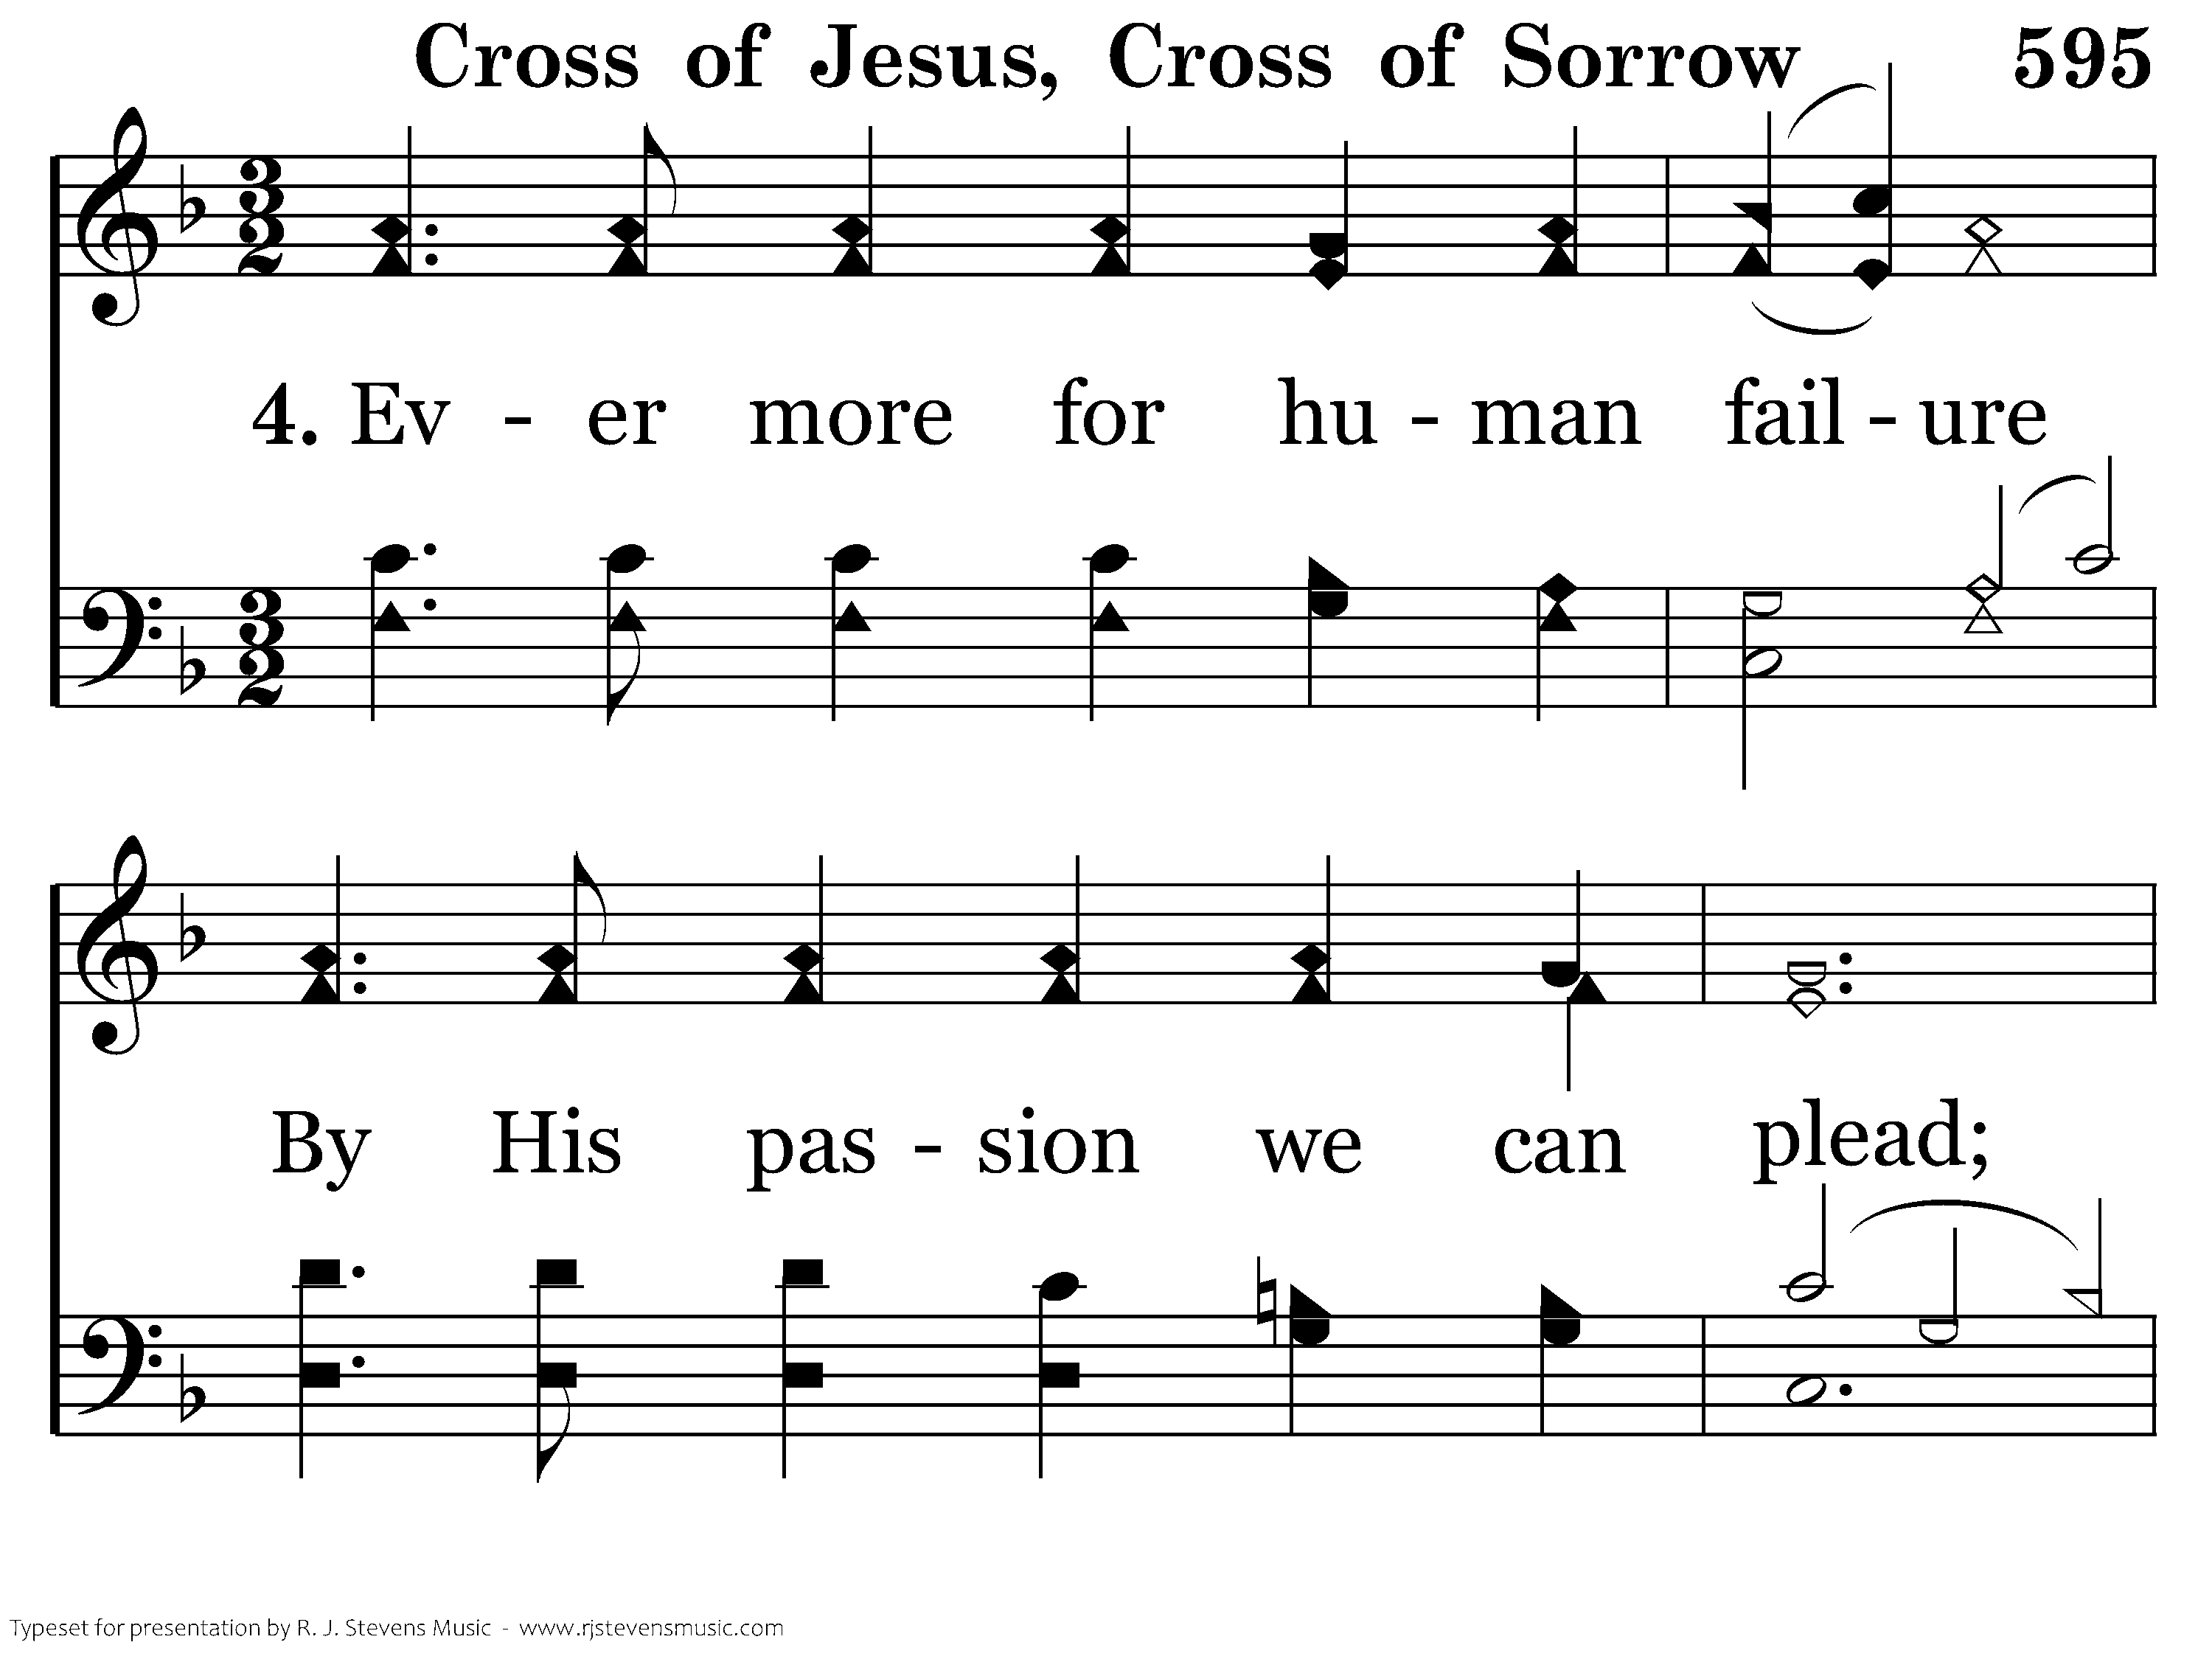 Cross of Jesus, Cross of Sorrow 595
4. Ev - er more for hu - man fail - ure
By His pas - sion we can plead;
Typeset for presentation by R. J. Stevens Music - www.rjstevensmusic.com